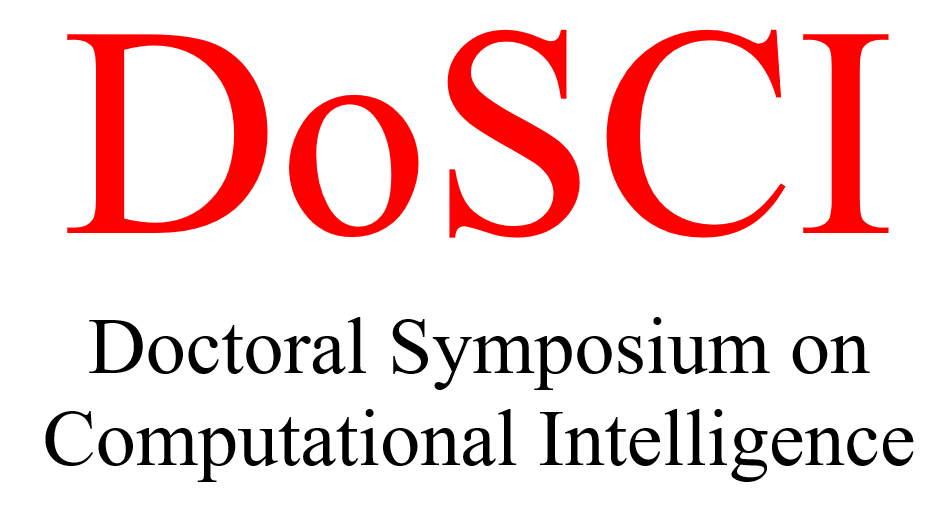 DoSCI
Doctoral Symposium on
Computational Intelligence